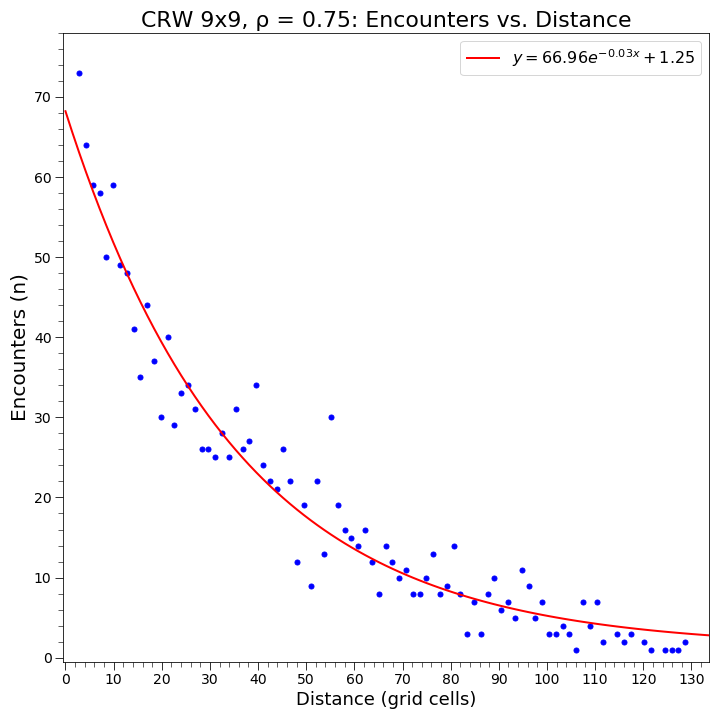 CRW 9x9, ρ = 0.75: Encounters vs. Distance
y = 66.96e^{-0.03x} + 1.25
Encounters (n)
70
60
50
40
30
20
10
0
0 10 20 30 40 50 60 70 80 90 100 110 120 130
Distance (grid cells)